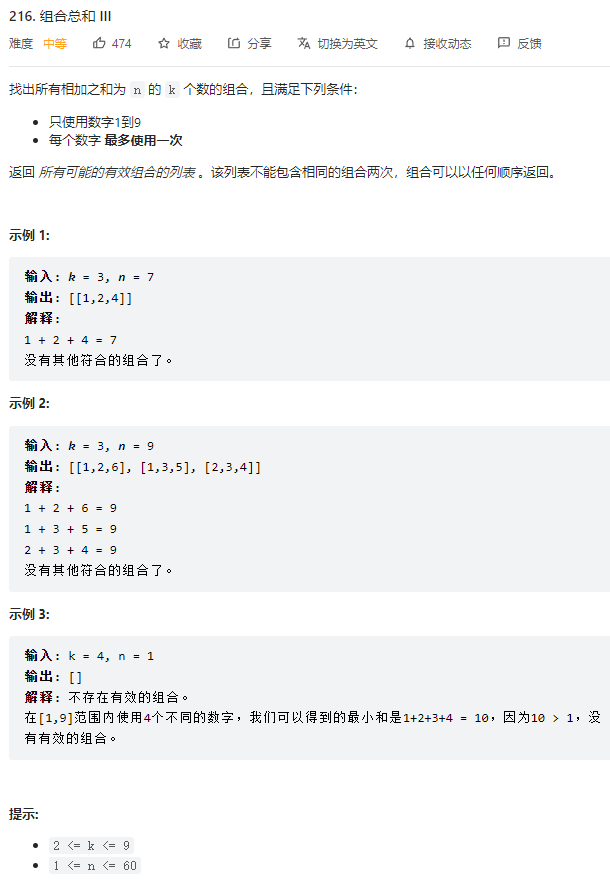 216. 组合总和 III
难度 中等 474 收藏 分享 切换为英文 接收动态 反馈
找出所有相加之和为 n 的 k 个数的组合，且满足下列条件：
只使用数字1到9
每个数字 最多使用一次
返回 所有可能的有效组合的列表 。该列表不能包含相同的组合两次，组合可以以任何顺序返回。
示例 1:
输入: k = 3, n = 7
输出: [[1,2,4]]
解释:
1 + 2 + 4 = 7
没有其他符合的组合了。
示例 2:
输入: k = 3, n = 9
输出: [[1,2,6], [1,3,5], [2,3,4]]
解释:
1 + 2 + 6 = 9
1 + 3 + 5 = 9
2 + 3 + 4 = 9
没有其他符合的组合了。
示例 3:
输入: k = 4, n = 1
输出: []
解释: 不存在有效的组合。
在[1,9]范围内使用4个不同的数字，我们可以得到的最小和是1+2+3+4 = 10，因为10 > 1，没
有有效的组合。
提示:
2 <= k <= 9
1 <= n <= 60